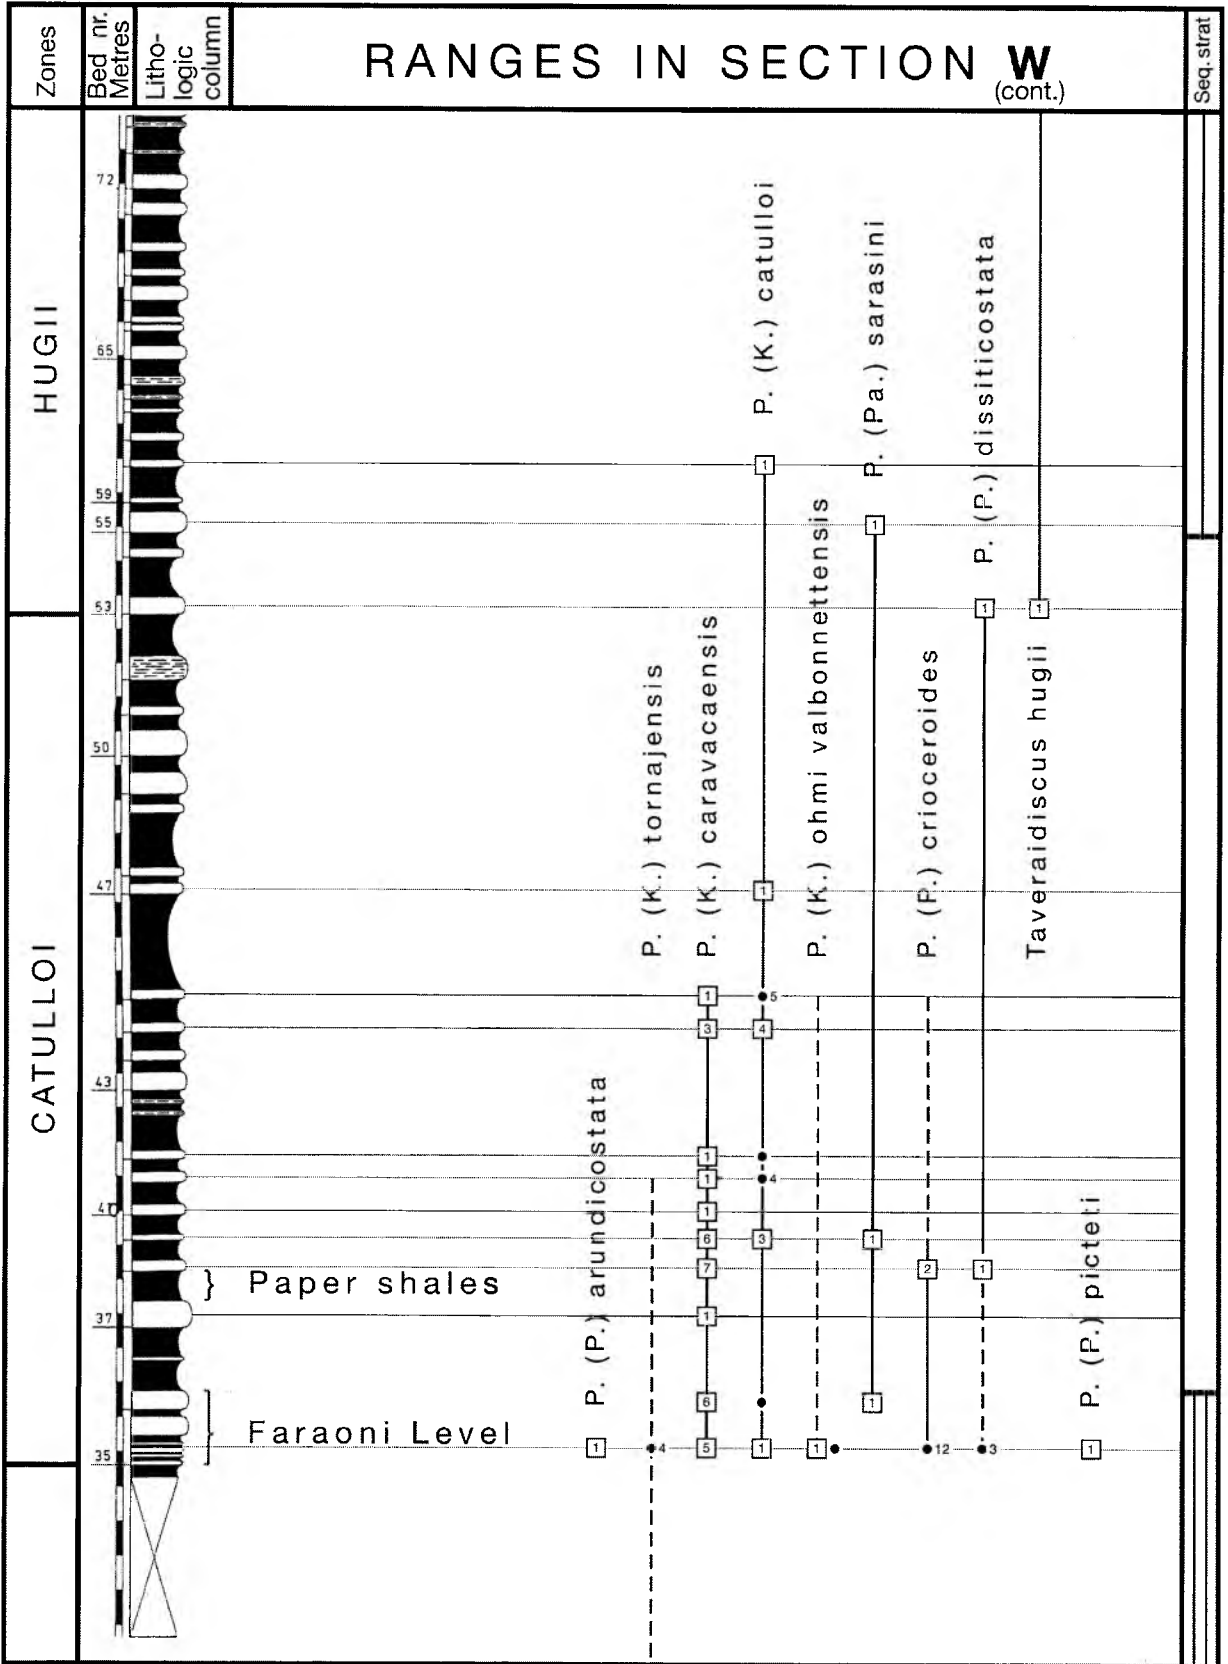 Zones
Bed nr.
Metres
Litho-
logic
column
RANGES IN SECTION W
(cont.)
Seq. strat
HUGII
CATULLOI
72
65
59
55
53
50
47
43
41
37
35
P. (K.) catulloi
P. (Pa.) sarasini
P. (P.) dissiticostata
P. (K.) tornajensis
P. (K.) caravacaensis
P. (K.) ohmi valbonnettensis
P. (P.) crioceroides
Taveraidiscus hugii
P. (P.) arundicostata
P. (P.) picteti
1
1
1 1
1
1 5
3 4
1
1 4
1
6 3 1
7 2 1
} Paper shales
1
6 1
} Faraoni Level
1 4 5 1 1 12 3 1